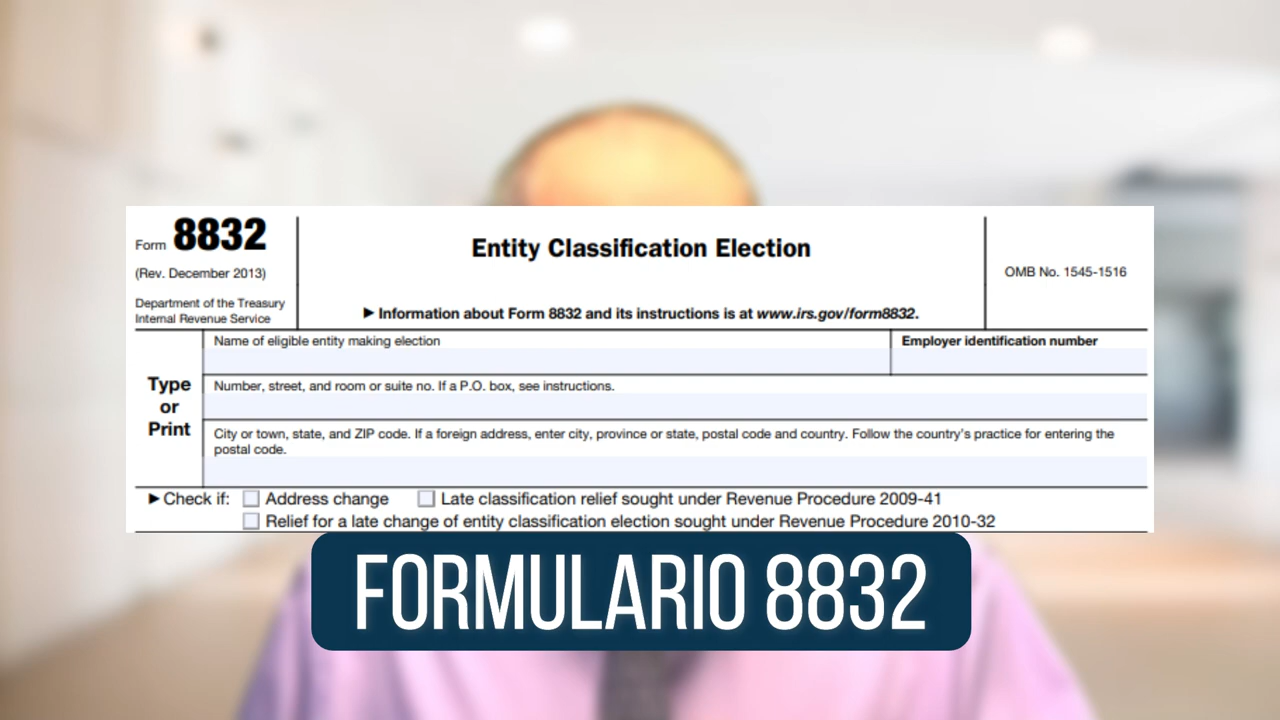 Form 8832
(Rev. December 2013)
Department of the Treasury
Internal Revenue Service
Entity Classification Election
► Information about Form 8832 and its instructions is at www.irs.gov/form8832.
OMB No. 1545-1516
Type
or
Print
Name of eligible entity making election
Employer identification number
Number, street, and room or suite no. If a P.O. box, see instructions.
City or town, state, and ZIP code. If a foreign address, enter city, province or state, postal code and country. Follow the country's practice for entering the
postal code.
► Check if: Address change Late classification relief sought under Revenue Procedure 2009-41
Relief for a late change of entity classification election sought under Revenue Procedure 2010-32
FORMULARIO 8832